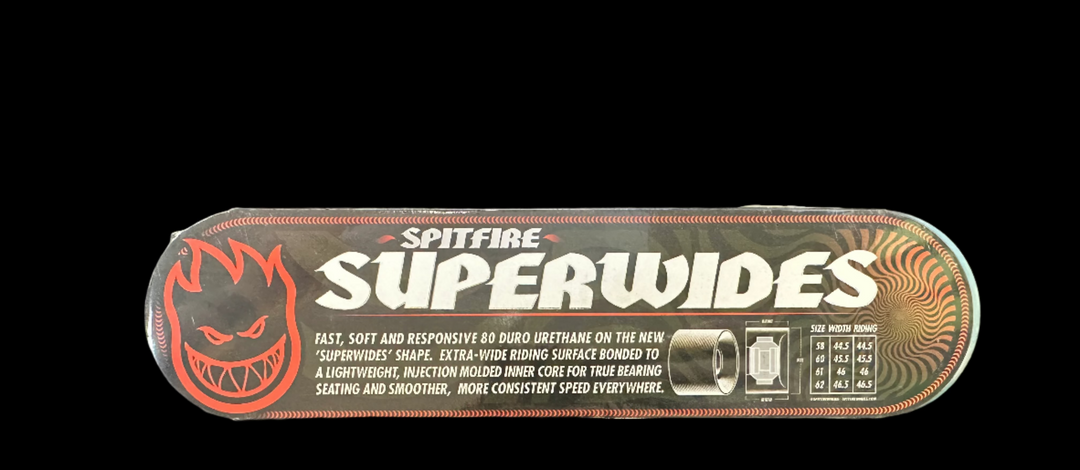 SPITFIRE
SUPERWIDES
FAST, SOFT AND RESPONSIVE 80 DURO URETHANE ON THE NEW
'SUPERWIDES' SHAPE. EXTRA-WIDE RIDING SURFACE BONDED TO
A LIGHTWEIGHT, INJECTION MOLDED INNER CORE FOR TRUE BEARING
SEATING AND SMOOTHER, MORE CONSISTENT SPEED EVERYWHERE.
SIZE WIDTH RIDING
58 44.5 44.5
60 45.5 45.5
61 46 46
62 46.5 46.5